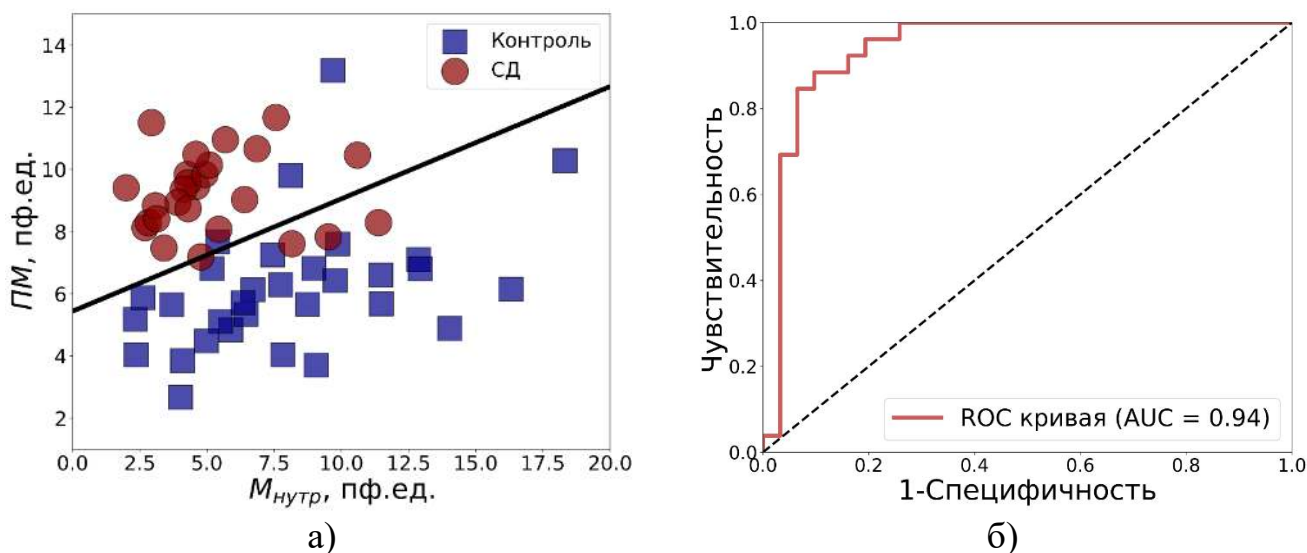 14
12
10
8
6
4
2
ПМ, пф.ед.
Контроль
СД
0.0 2.5 5.0 7.5 10.0 12.5 15.0 17.5 20.0
Mнутр, пф.ед.
а)
1.0
0.8
0.6
0.4
0.2
0.0
Чувствительность
ROC кривая (AUC = 0.94)
0.0 0.2 0.4 0.6 0.8 1.0
1-Специфичность
б)